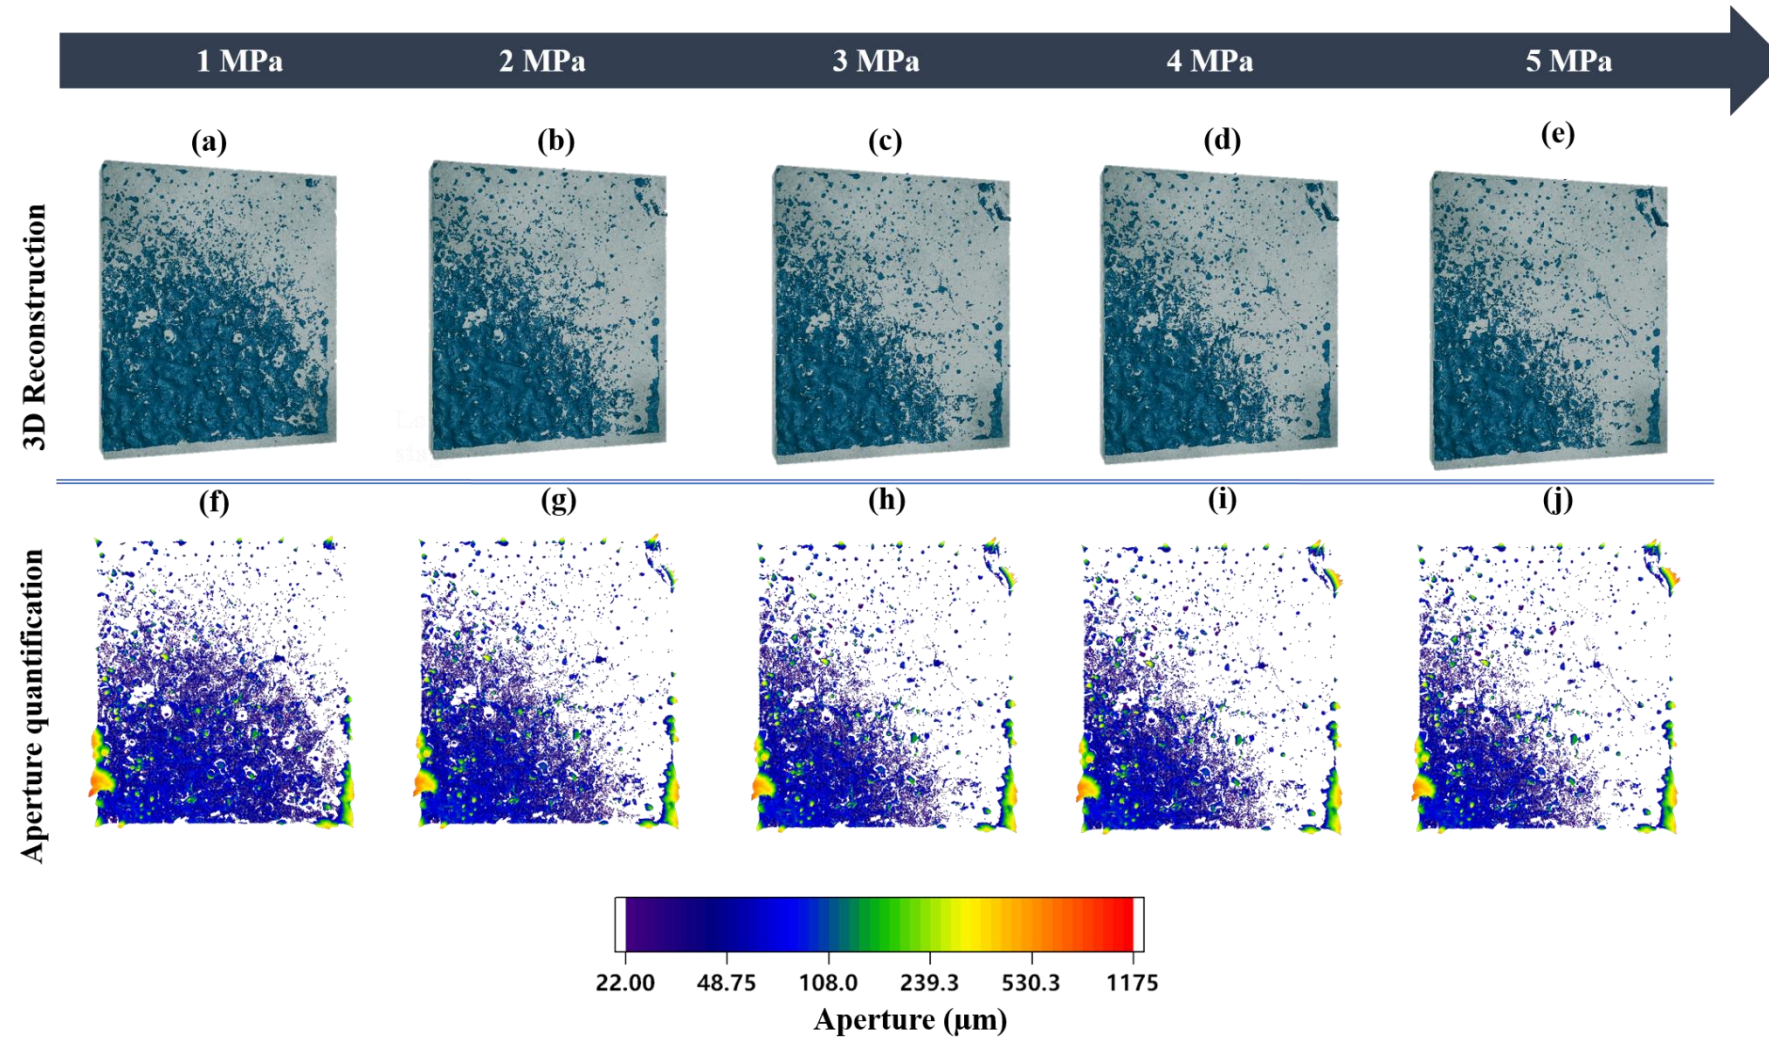 1 MPa 2 MPa 3 MPa 4 MPa 5 MPa
(a) (b) (c) (d) (e)
3D Reconstruction
(f) (g) (h) (i) (j)
Aperture quantification
22.00 48.75 108.0 239.3 530.3 1175
Aperture (μm)